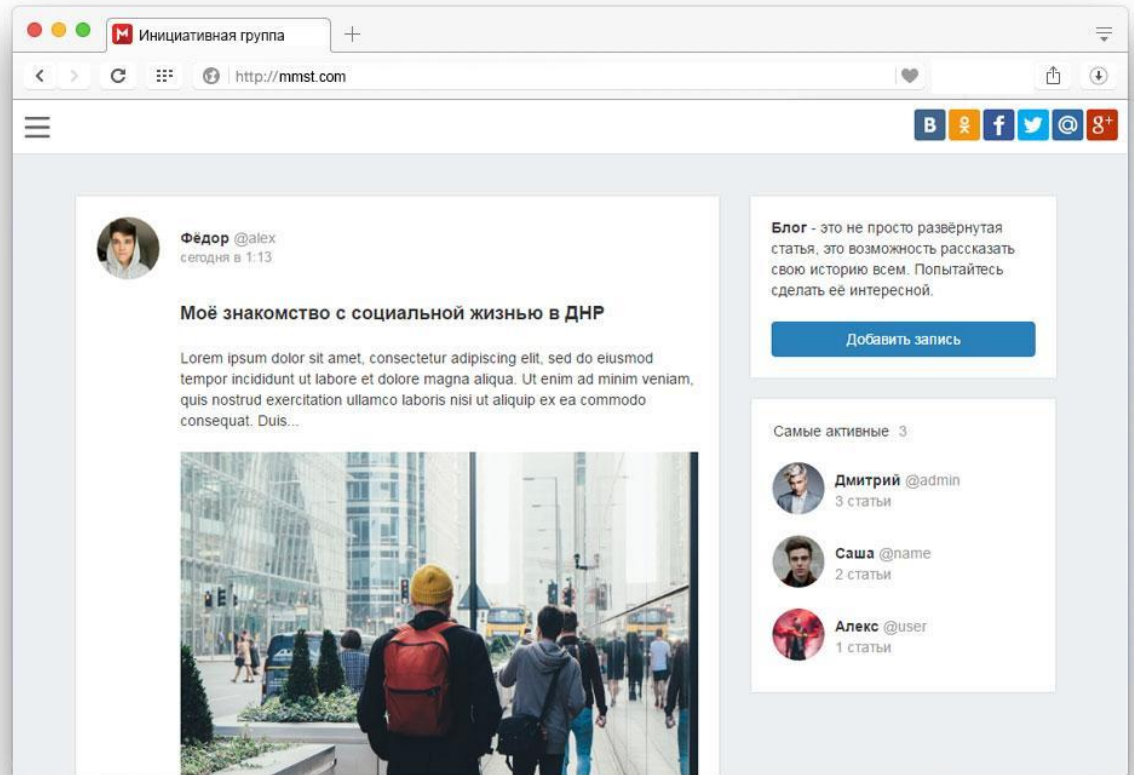 Инициативная группа
http://mmst.com
B f @ g+
Фёдор @alex
сегодня в 1:13
Моё знакомство с социальной жизнью в ДНР
Lorem ipsum dolor sit amet, consectetur adipiscing elit, sed do eiusmod
tempor incididunt ut labore et dolore magna aliqua. Ut enim ad minim veniam,
quis nostrud exercitation ullamco laboris nisi ut aliquip ex ea commodo
consequat. Duis...
Блог - это не просто развёрнутая
статья, это возможность рассказать
свою историю всем. Попытайтесь
сделать её интересной.
Добавить запись
Самые активные 3
Дмитрий @admin
3 статьи
Саша @name
2 статьи
Алекс @user
1 статьи